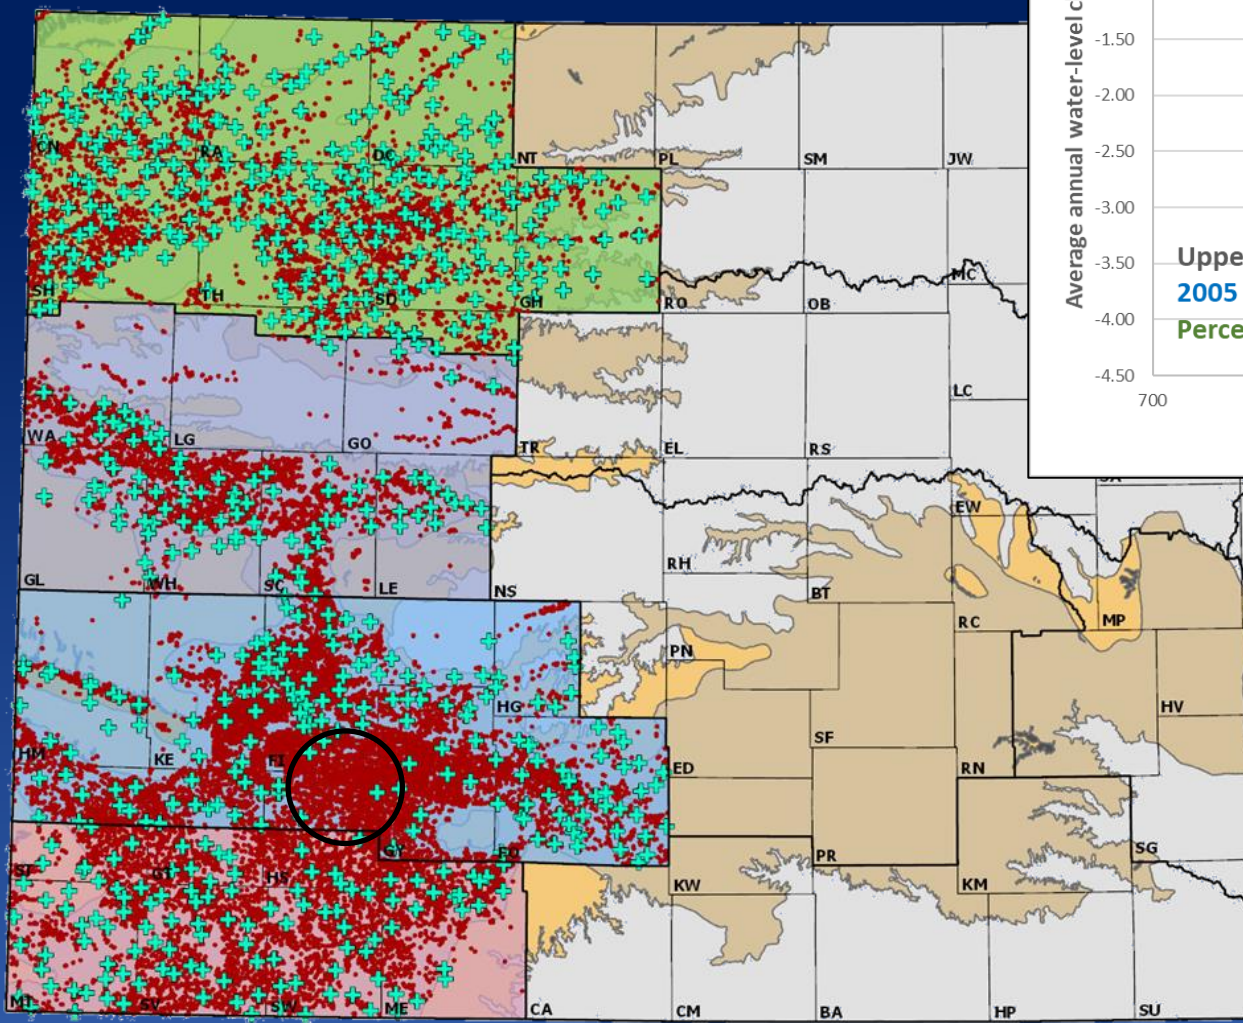 Average annual water-level c
-1.50
-2.00
-2.50
-3.00
-3.50
-4.00
-4.50
700
Uppe
2005
Perce
CN
RA
DC
NT
PL
SM
JW
SH
TH
SD
GH
RO
OB
MC
WA
LG
GO
TR
EL
RS
LC
SA
GL
WH
SC
LE
NS
RH
BT
EW
RC
MP
HM
KE
FI
HG
PN
ED
SF
RN
HV
ST
GT
HS
GY
FO
KW
PR
KM
SG
MT
SV
SW
ME
CA
CM
BA
HP
SU